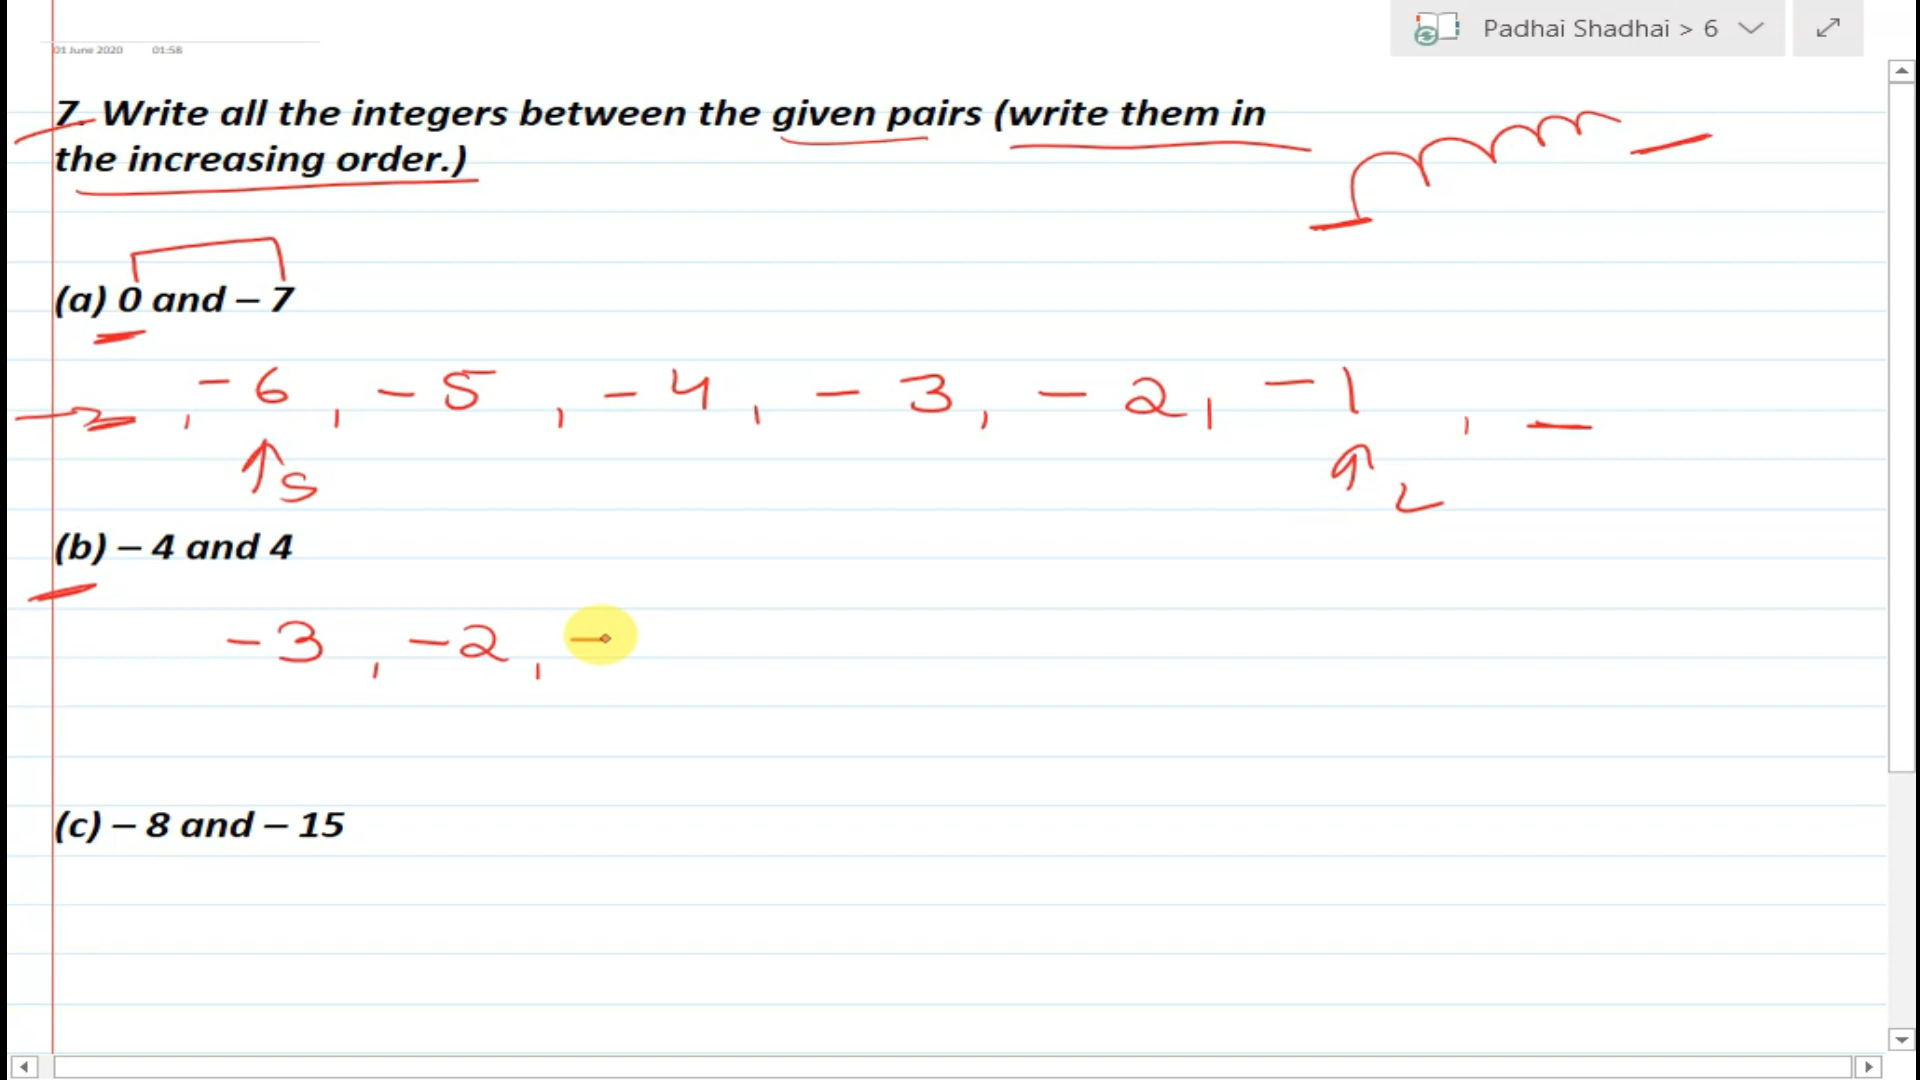 Padhai Shadhai > 6
01 June 2020 01:58
7. Write all the integers between the given pairs (write them in
the increasing order.)
(a) 0 and – 7
, -6, -5, -4, -3, -2, -1,
S
L
(b) – 4 and 4
-3, -2, -
(c) – 8 and – 15